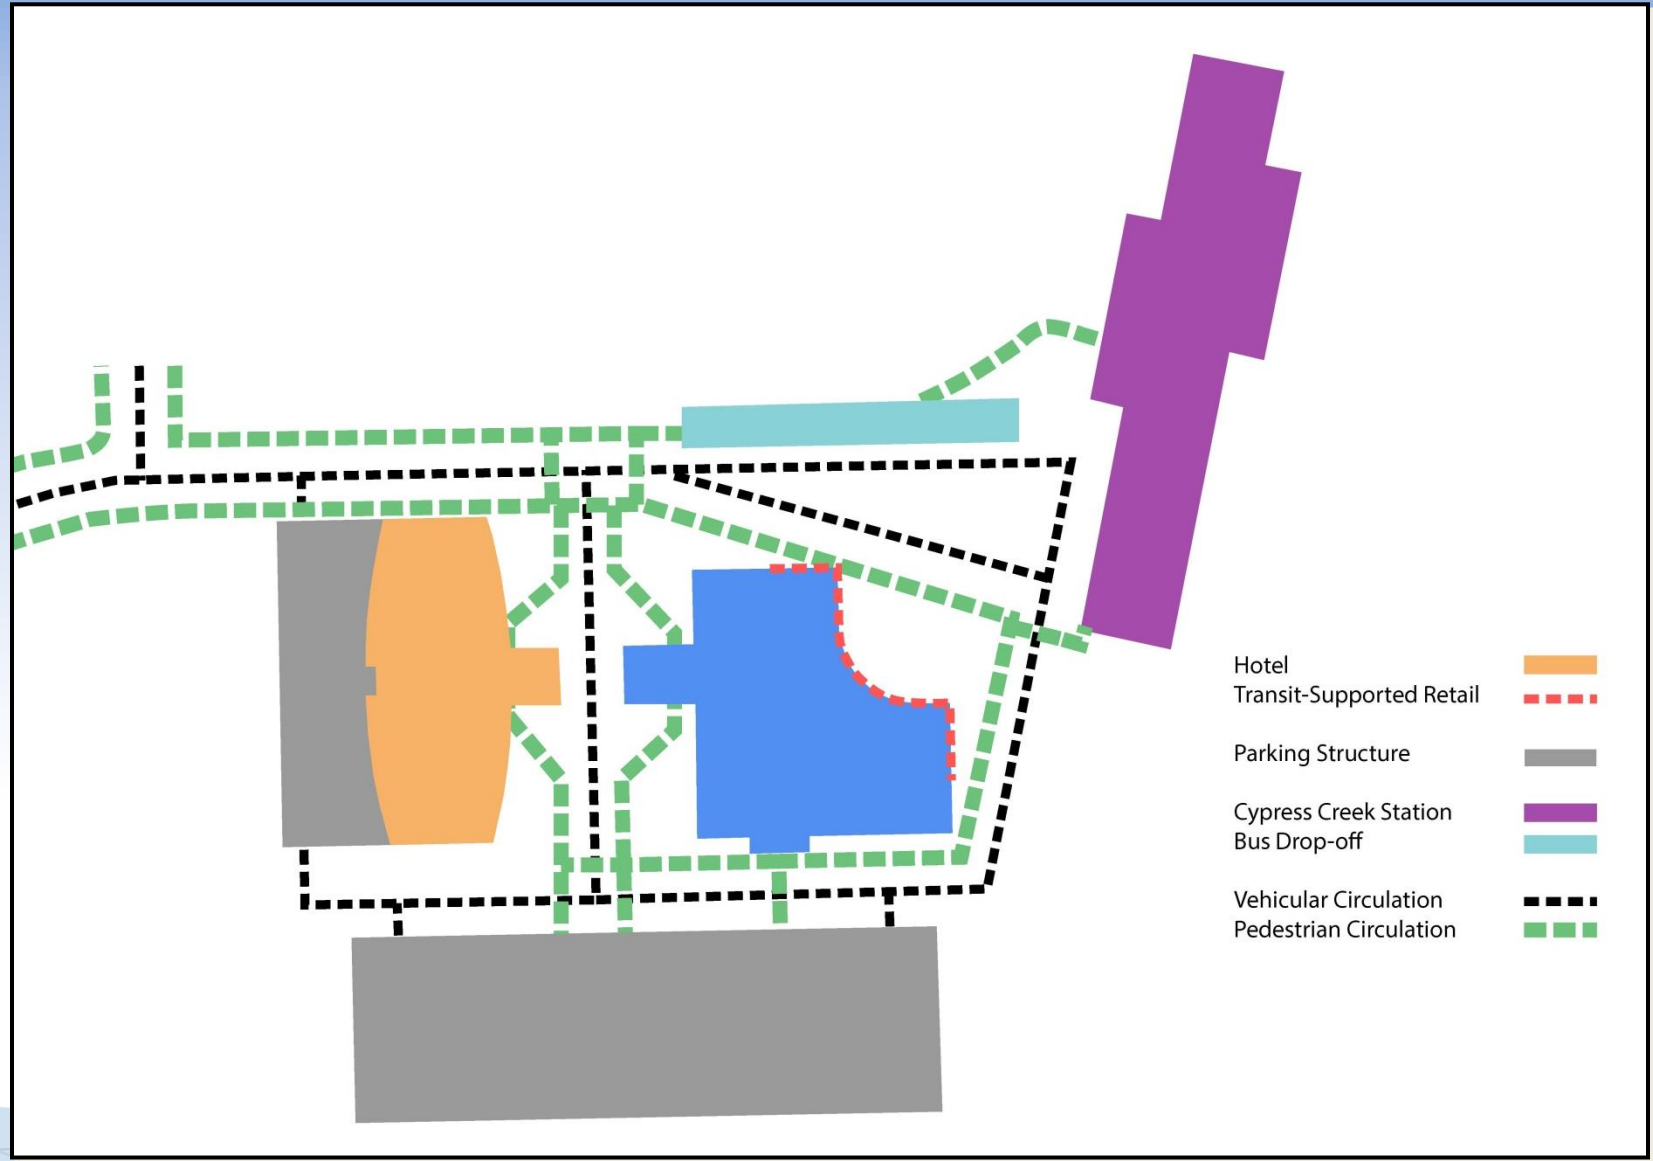 Hotel
Transit-Supported Retail
Parking Structure
Cypress Creek Station
Bus Drop-off
Vehicular Circulation
Pedestrian Circulation